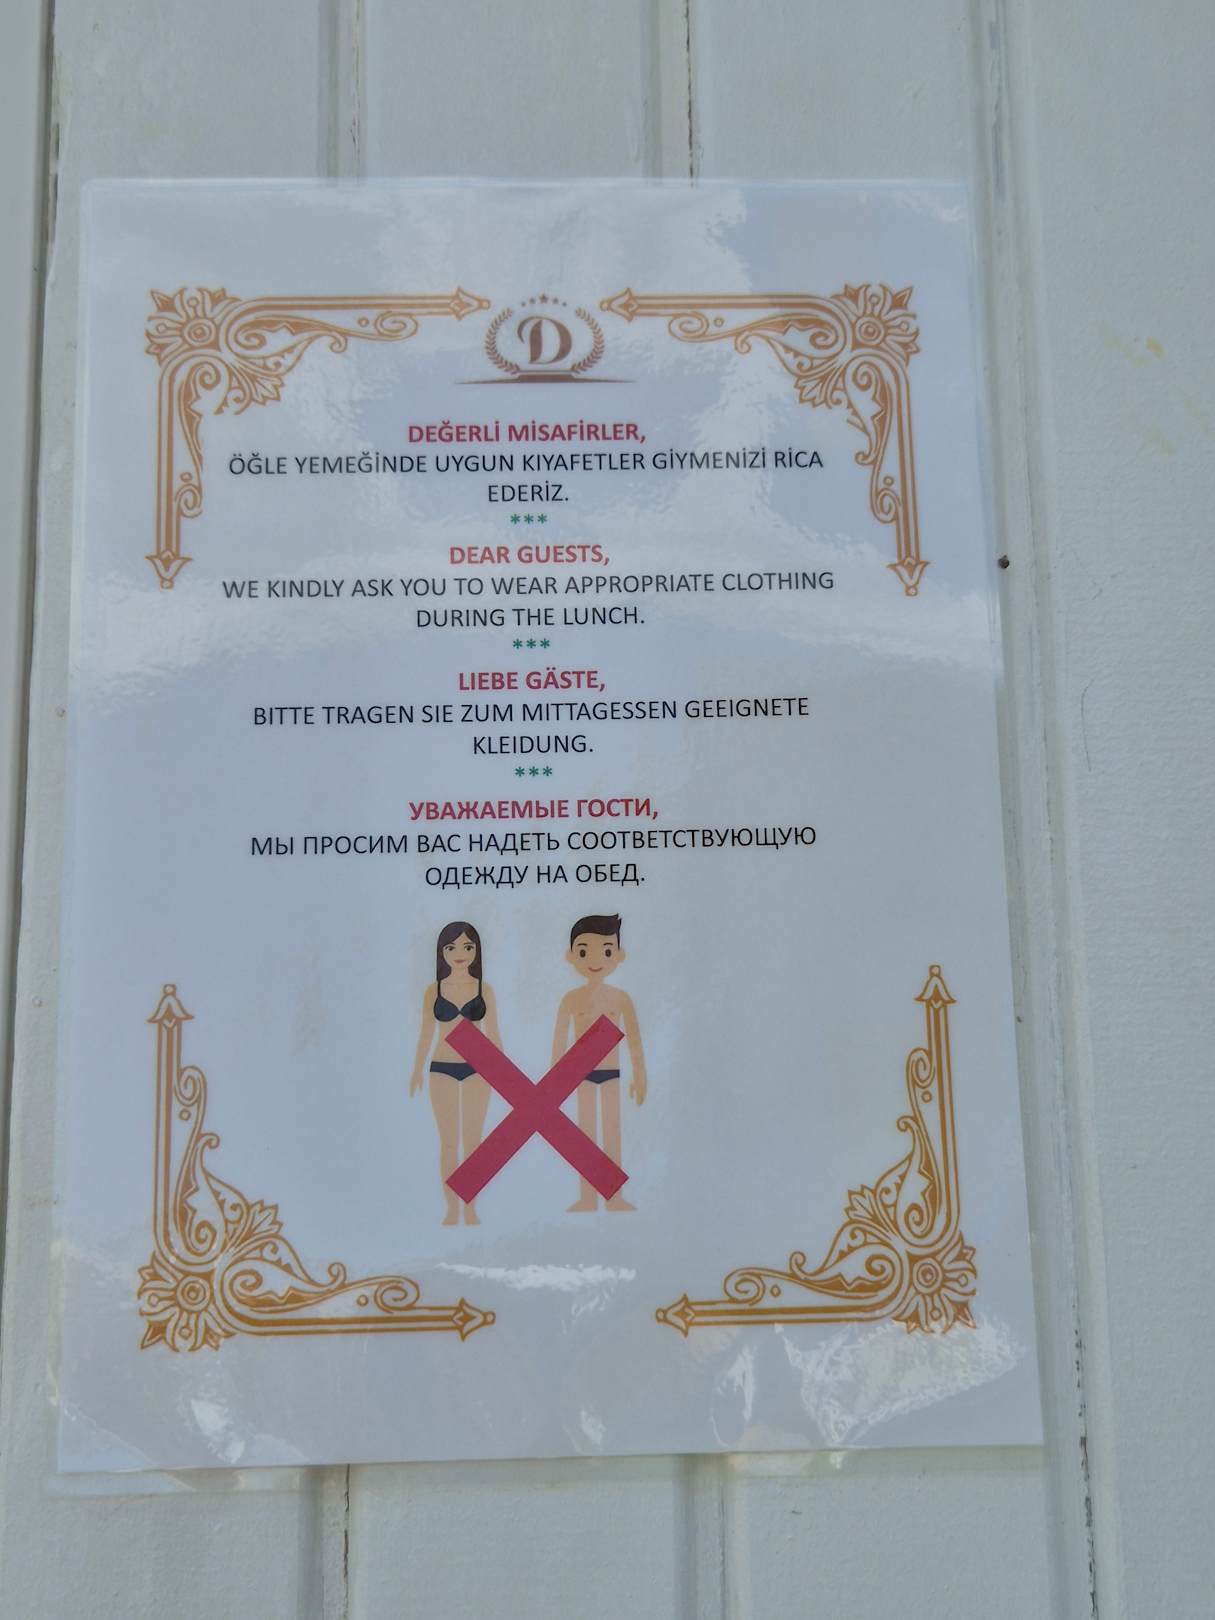 D
DEĞERLİ MİSAFİRLER,
ÖĞLE YEMEĞİNDE UYGUN KIYAFETLER GİYMENİZİ RİCA
EDERİZ.
***
DEAR GUESTS,
WE KINDLY ASK YOU TO WEAR APPROPRIATE CLOTHING
DURING THE LUNCH.
***
LIEBE GÄSTE,
BITTE TRAGEN SIE ZUM MITTAGESSEN GEEIGNETE
KLEIDUNG.
***
УВАЖАЕМЫЕ ГОСТИ,
МЫ ПРОСИМ ВАС НАДЕТЬ СООТВЕТСТВУЮЩУЮ
ОДЕЖДУ НА ОБЕД.